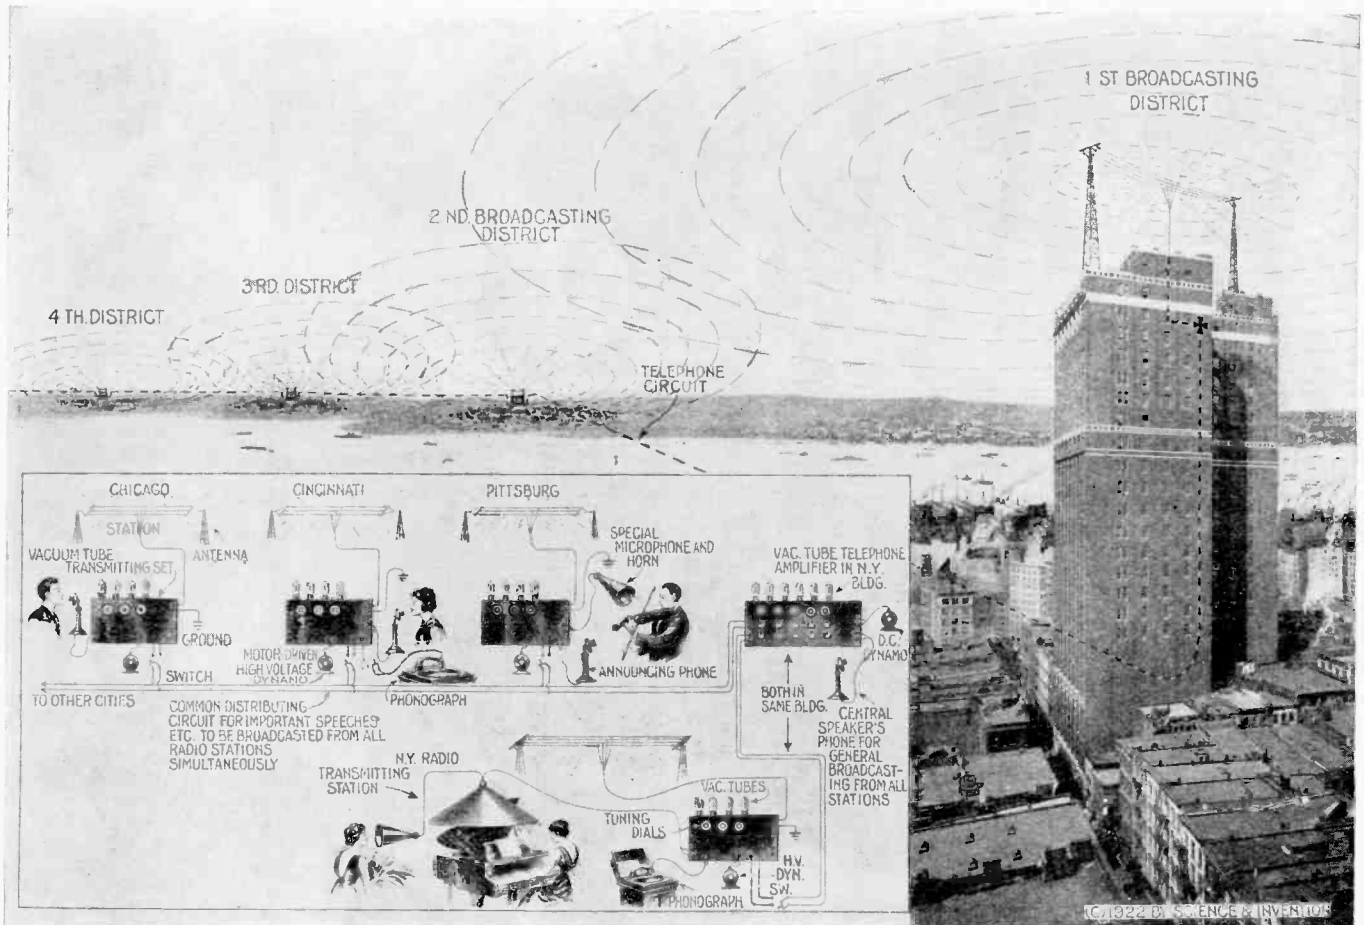 1 ST BROADCASTING
DISTRICT
2 ND. BROADCASTING
DISTRICT
3RD. DISTRICT
4 TH. DISTRICT
TELEPHONE
CIRCUIT
CHICAGO
CINCINNATI
PITTSBURG
STATION
ANTENNA
VACUUM TUBE
TRANSMITTING SET
GROUND
SPECIAL
MICROPHONE AND
HORN
VAC. TUBE TELEPHONE
AMPLIFIER IN N.Y.
BLDG.
D.C.
DYNAMO
MOTOR DRIVEN
HIGH VOLTAGE
DYNAMO
SWITCH
PHONOGRAPH
ANNOUNCING PHONE
TO OTHER CITIES
COMMON DISTRIBUTING
CIRCUIT FOR IMPORTANT SPEECHES
ETC. TO BE BROADCASTED FROM ALL
RADIO STATIONS
SIMULTANEOUSLY
BOTH IN
SAME BLDG.
CENTRAL
SPEAKER'S
PHONE FOR
GENERAL
BROADCAST-
ING FROM ALL
STATIONS
N.Y. RADIO
TRANSMITTING
STATION
VAC. TUBES
TUNING
DIALS
H.V.
DYN.
SW.
PHONOGRAPH
(C) 1922 BY SCIENCE & INVENTION